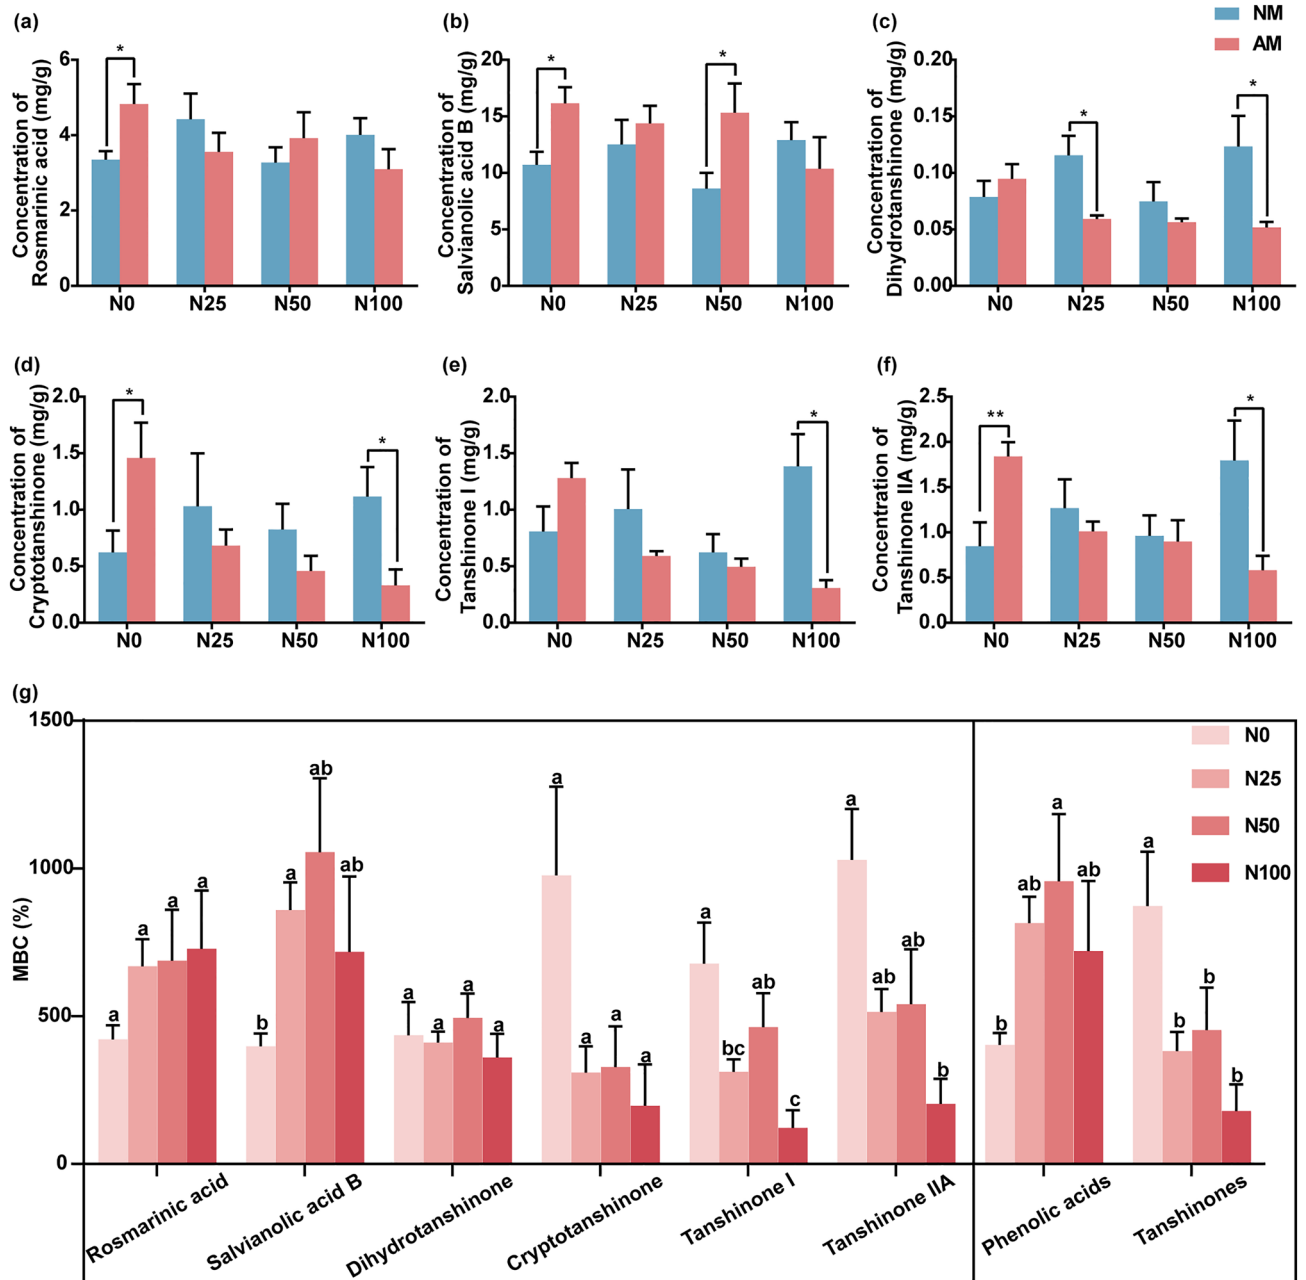 (a)
(b)
(c)
NM
AM
Concentration of
Rosmarinic acid (mg/g)
6
4
2
0
*
N0
N25
N50
N100
Concentration of
Salvianolic acid B (mg/g)
20
15
10
5
0
*
*
N0
N25
N50
N100
Concentration of
Dihydrotanshinone (mg/g)
0.20
0.15
0.10
0.05
0.00
*
*
N0
N25
N50
N100
(d)
(e)
(f)
Concentration of
Cryptotanshinone (mg/g)
2.0
1.5
1.0
0.5
0.0
*
*
N0
N25
N50
N100
Concentration of
Tanshinone I (mg/g)
2.0
1.5
1.0
0.5
0.0
*
N0
N25
N50
N100
Concentration of
Tanshinone IIA (mg/g)
2.5
2.0
1.5
1.0
0.5
0.0
**
*
N0
N25
N50
N100
(g)
MBC (%)
1500
1000
500
0
a
a
a
a
b
a
ab
ab
a
a
a
a
a
a
a
a
a
bc
ab
c
a
ab
ab
b
b
ab
a
ab
a
b
b
b
N0
N25
N50
N100
Rosmarinic acid
Salvianolic acid B
Dihydrotanshinone
Cryptotanshinone
Tanshinone I
Tanshinone IIA
Phenolic acids
Tanshinones